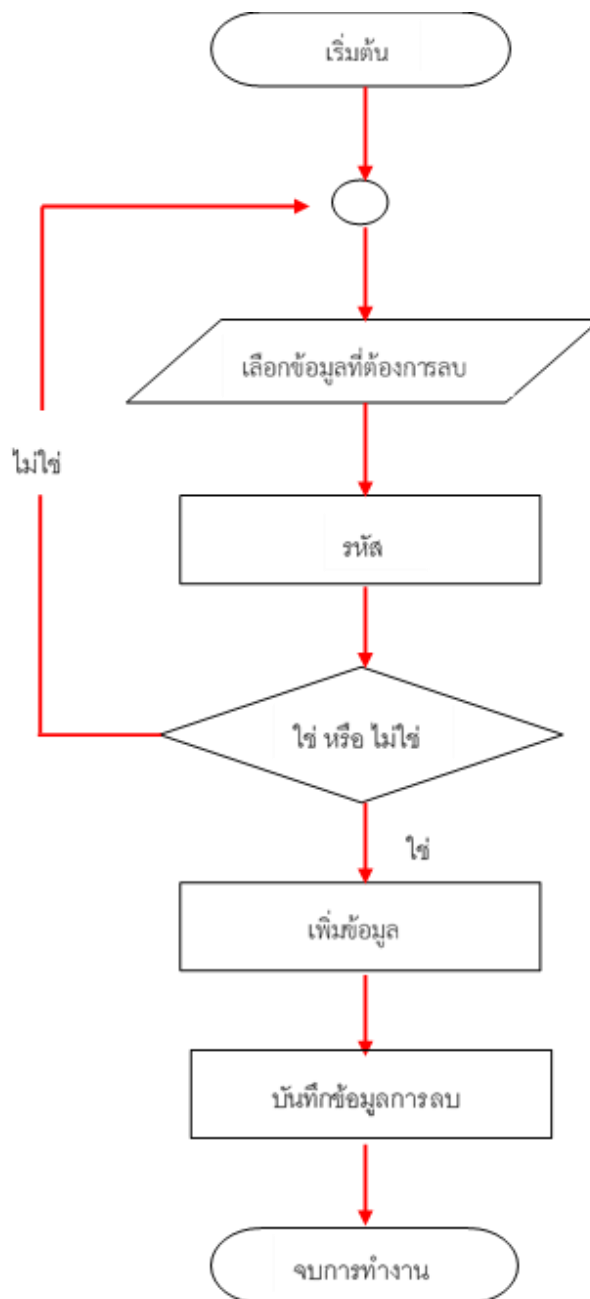 เริ่มต้น
เลือกข้อมูลที่ต้องการลบ
ไม่ใช่
รหัส
ใช่ หรือ ไม่ใช่
ใช่
เพิ่มข้อมูล
บันทึกข้อมูลการลบ
จบการทำงาน